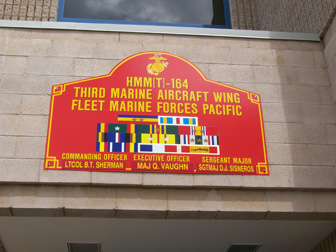 HMM[T]-164
THIRD MARINE AIRCRAFT WING
FLEET MARINE FORCES PACIFIC
COMMANDING OFFICER EXECUTIVE OFFICER SERGEANT MAJOR
LTCOL B.T. SHERMAN MAJ Q. VAUGHN SGTMAJ D.J. SISNEROS